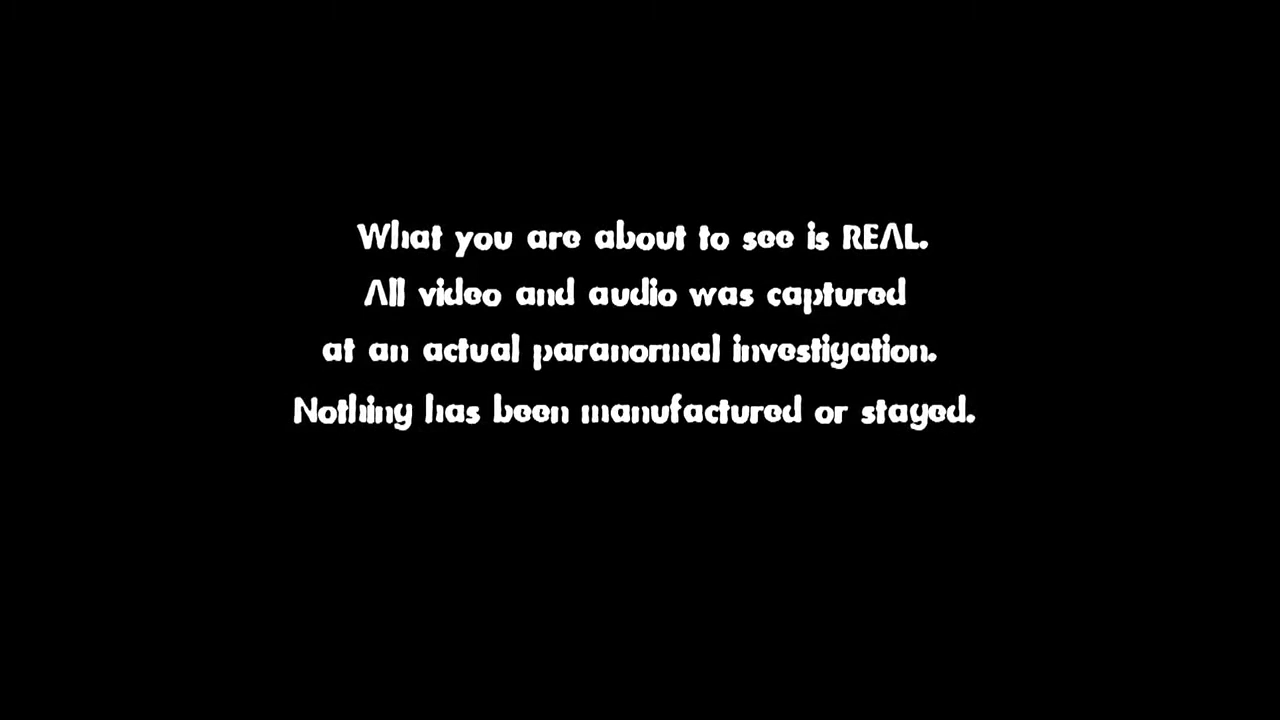 What you are about to see is REAL.
All video and audio was captured
at an actual paranormal investigation.
Nothing has been manufactured or stayed.